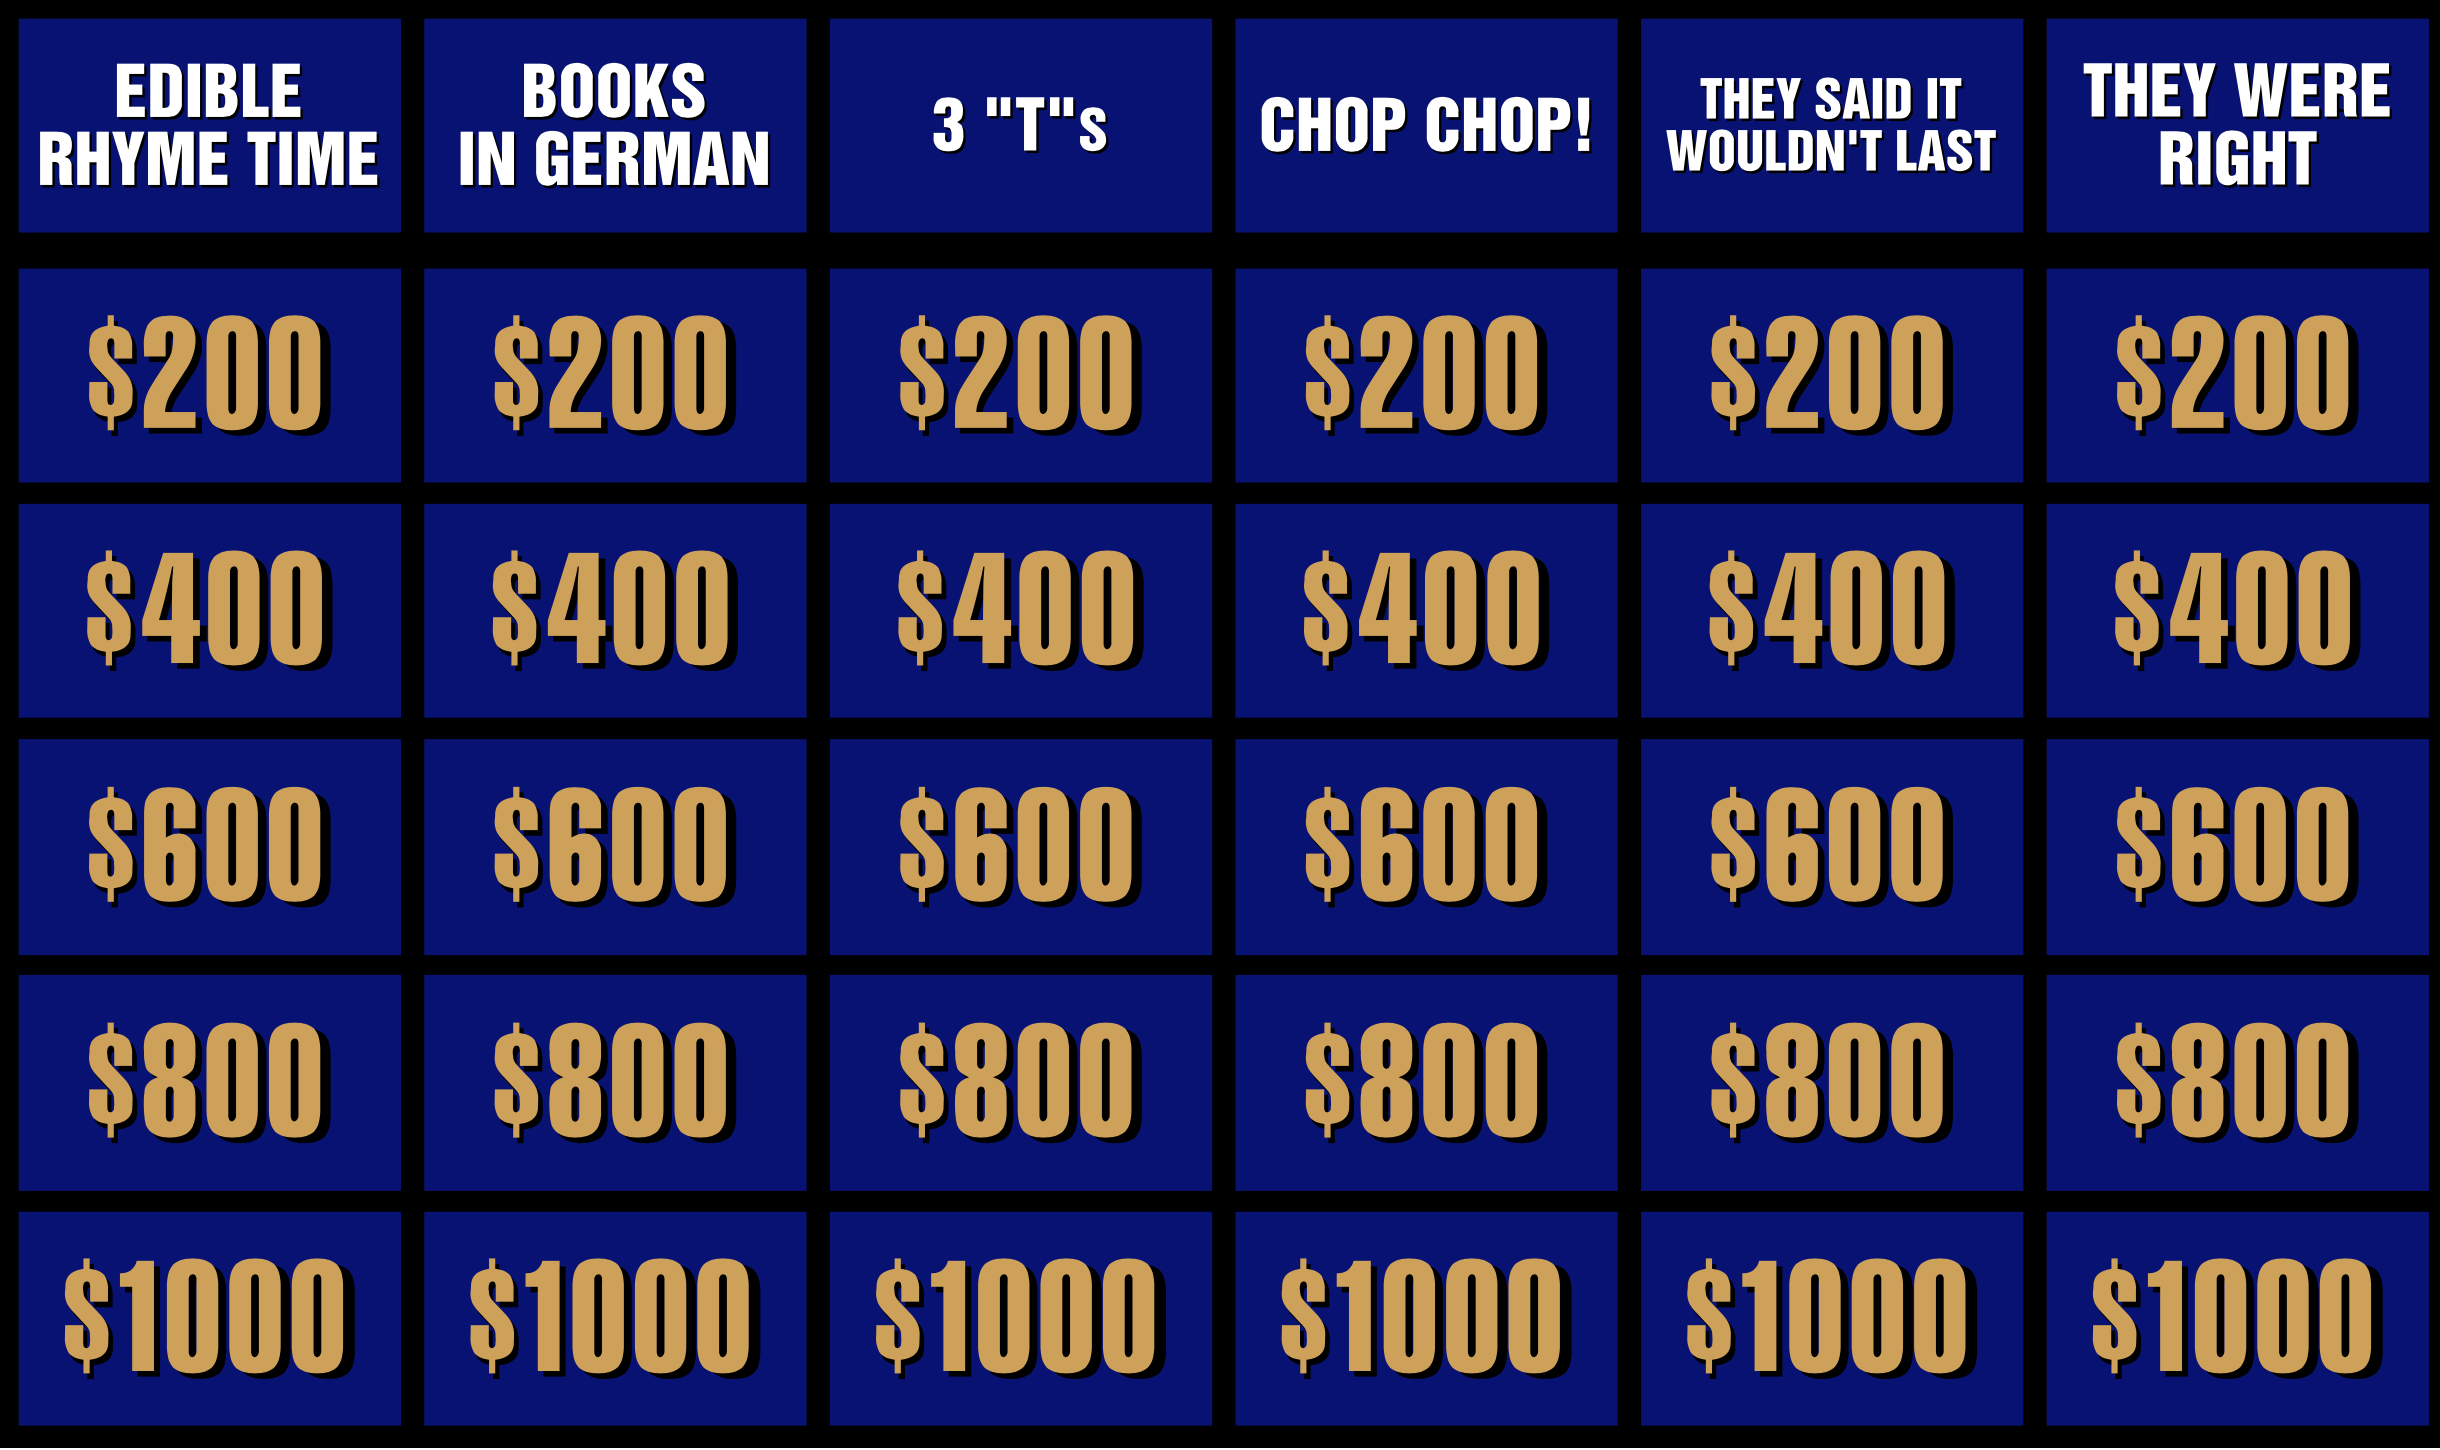 EDIBLE
RHYME TIME
BOOKS
IN GERMAN
3 "T"s
CHOP CHOP!
THEY SAID IT
WOULDN'T LAST
THEY WERE
RIGHT
$200 $200 $200 $200 $200 $200
$400 $400 $400 $400 $400 $400
$600 $600 $600 $600 $600 $600
$800 $800 $800 $800 $800 $800
$1000 $1000 $1000 $1000 $1000 $1000